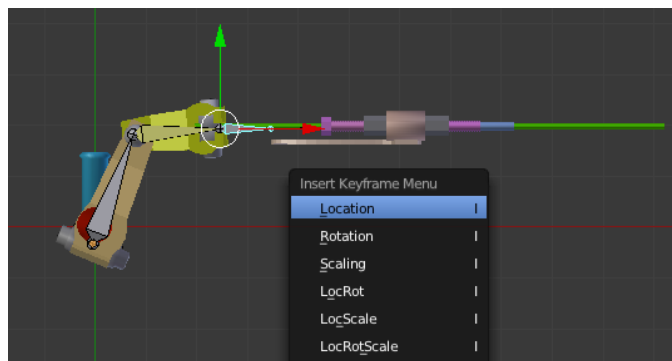 Insert Keyframe Menu
Location I
Rotation I
Scaling I
LocRot I
LocScale I
LocRotScale I